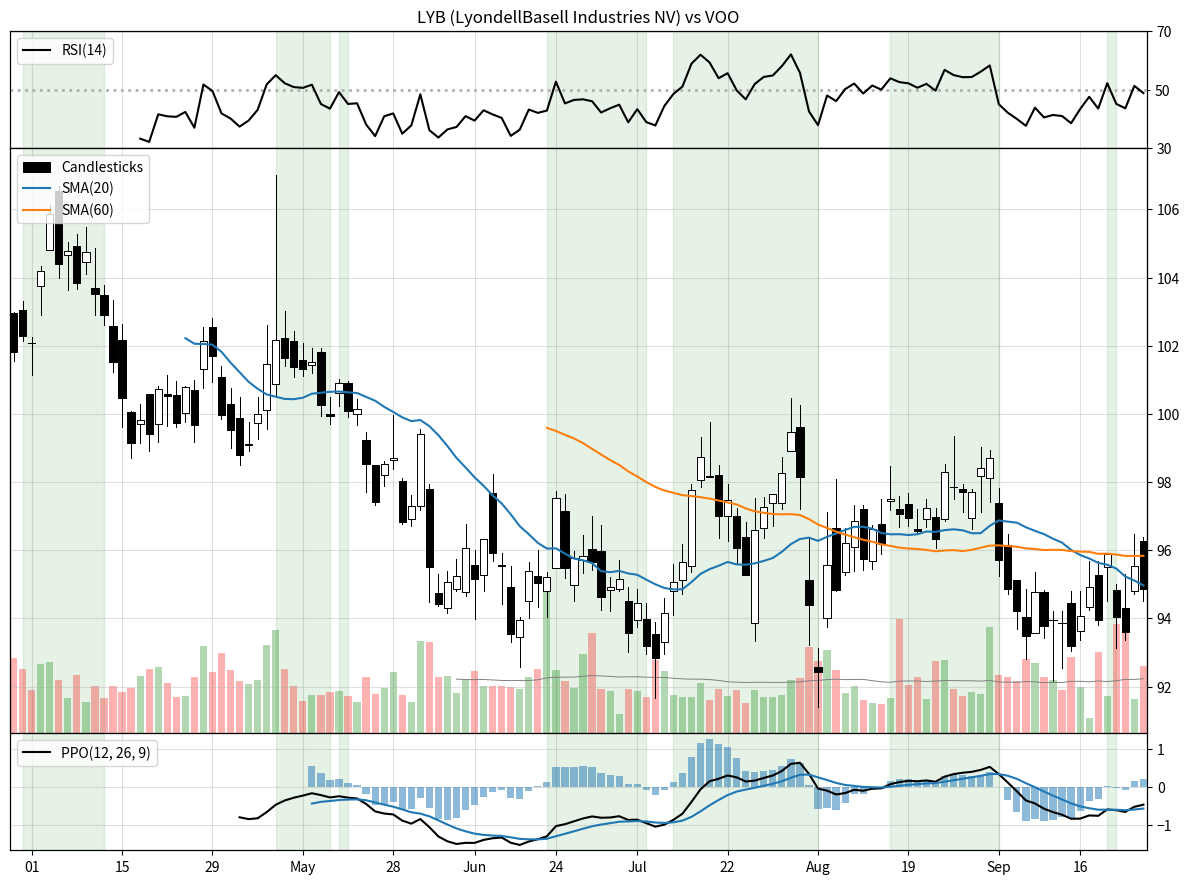 LYB (LyondellBasell Industries NV) vs VOO
RSI(14)
70
50
30
Candlesticks
SMA(20)
SMA(60)
106
104
102
100
98
96
94
92
PPO(12, 26, 9)
1
0
−1
01 15 29 May 28 Jun 24 Jul 22 Aug 19 Sep 16